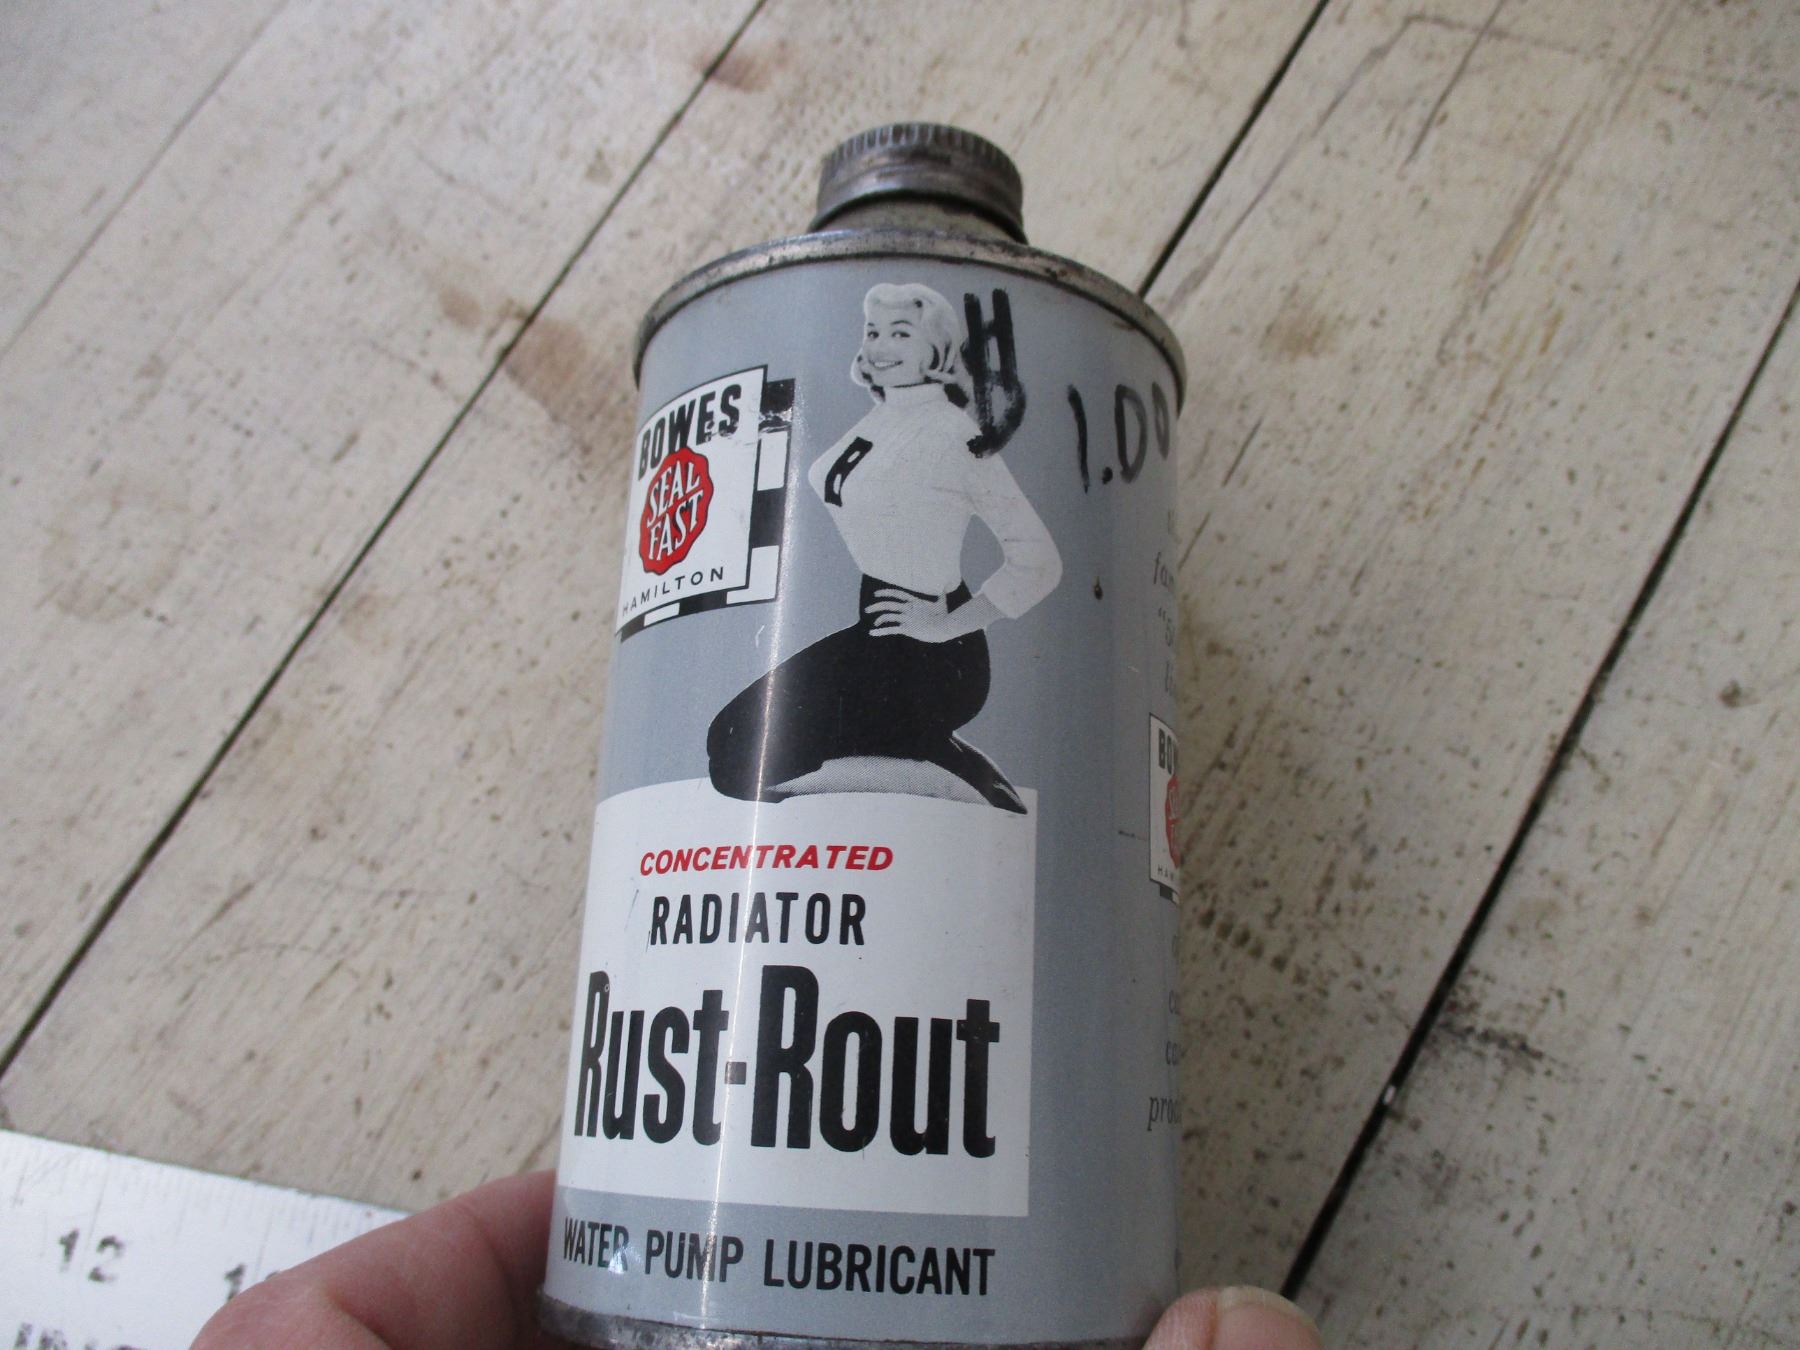 BOWES
SEAL
FAST
HAMILTON
B
H
1.00
CONCENTRATED
RADIATOR
Rust-Rout
WATER PUMP LUBRICANT
12